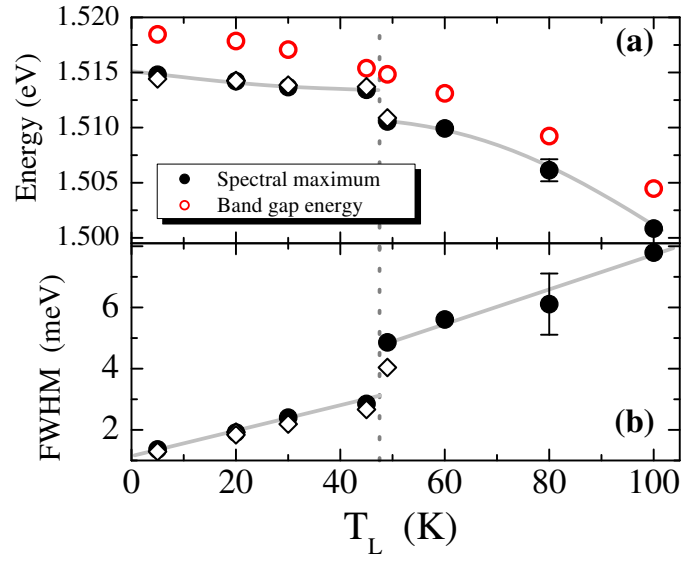 1.520
(a)
1.515
1.510
1.505
1.500
Energy (eV)
Spectral maximum
Band gap energy
6
4
2
FWHM (meV)
(b)
0 20 40 60 80 100
T_L (K)